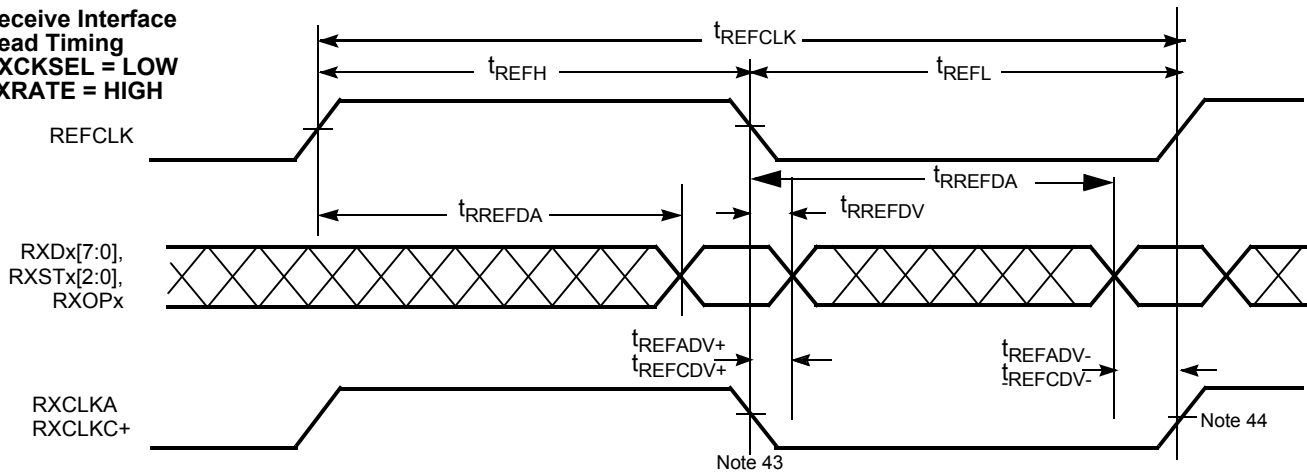 eceive Interface
ead Timing
XCKSEL = LOW
XRATE = HIGH
tREFCLK
tREFH
tREFL
REFCLK
tRREFDA
tRREFDA
tRREFDV
RXDx[7:0],
RXSTx[2:0],
RXOPx
tREFADV+
tREFCDV+
tREFADV-
tREFCDV-
RXCLKA
RXCLKC+
Note 43
Note 44